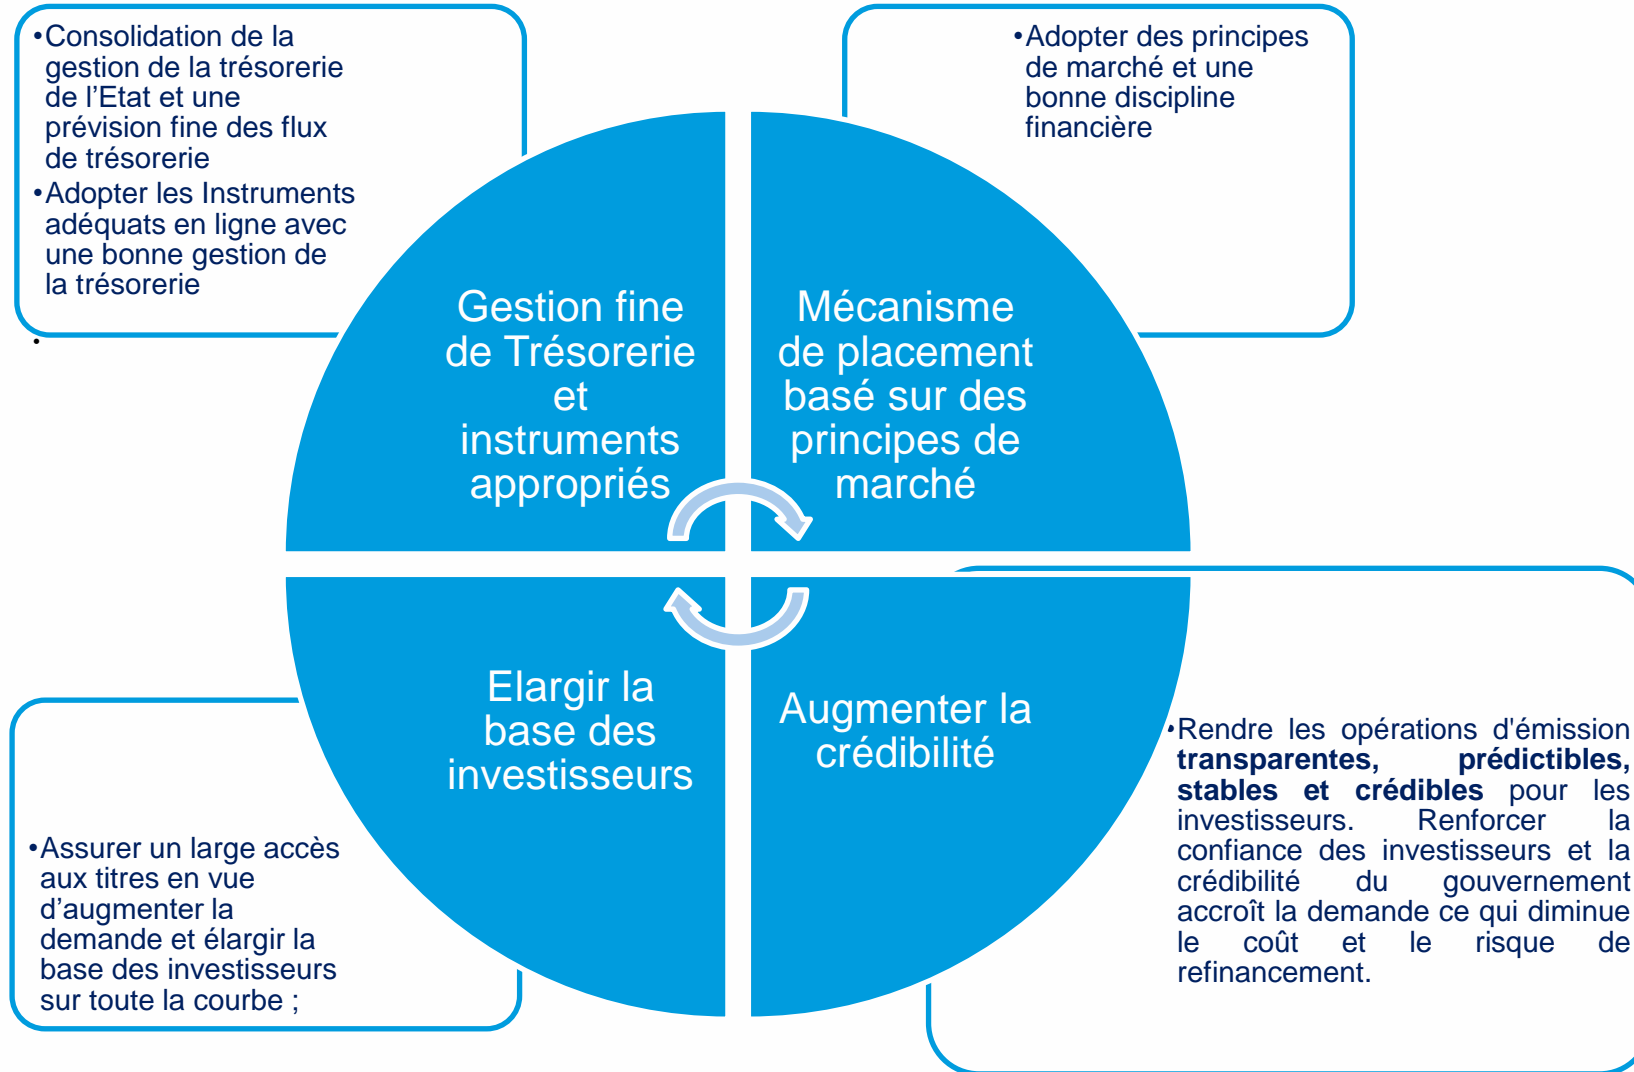 •Consolidation de la
gestion de la trésorerie
de l’Etat et une
prévision fine des flux
de trésorerie
•Adopter les Instruments
adéquats en ligne avec
une bonne gestion de
la trésorerie
•
•Adopter des principes
de marché et une
bonne discipline
financière
Gestion fine
de Trésorerie
et
instruments
appropriés
Mécanisme
de placement
basé sur des
principes de
marché
Elargir la
base des
investisseurs
Augmenter la
crédibilité
•Assurer un large accès
aux titres en vue
d’augmenter la
demande et élargir la
base des investisseurs
sur toute la courbe ;
•Rendre les opérations d'émission
transparentes, prédictibles,
stables et crédibles pour les
investisseurs. Renforcer la
confiance des investisseurs et la
crédibilité du gouvernement
accroît la demande ce qui diminue
le coût et le risque de
refinancement.